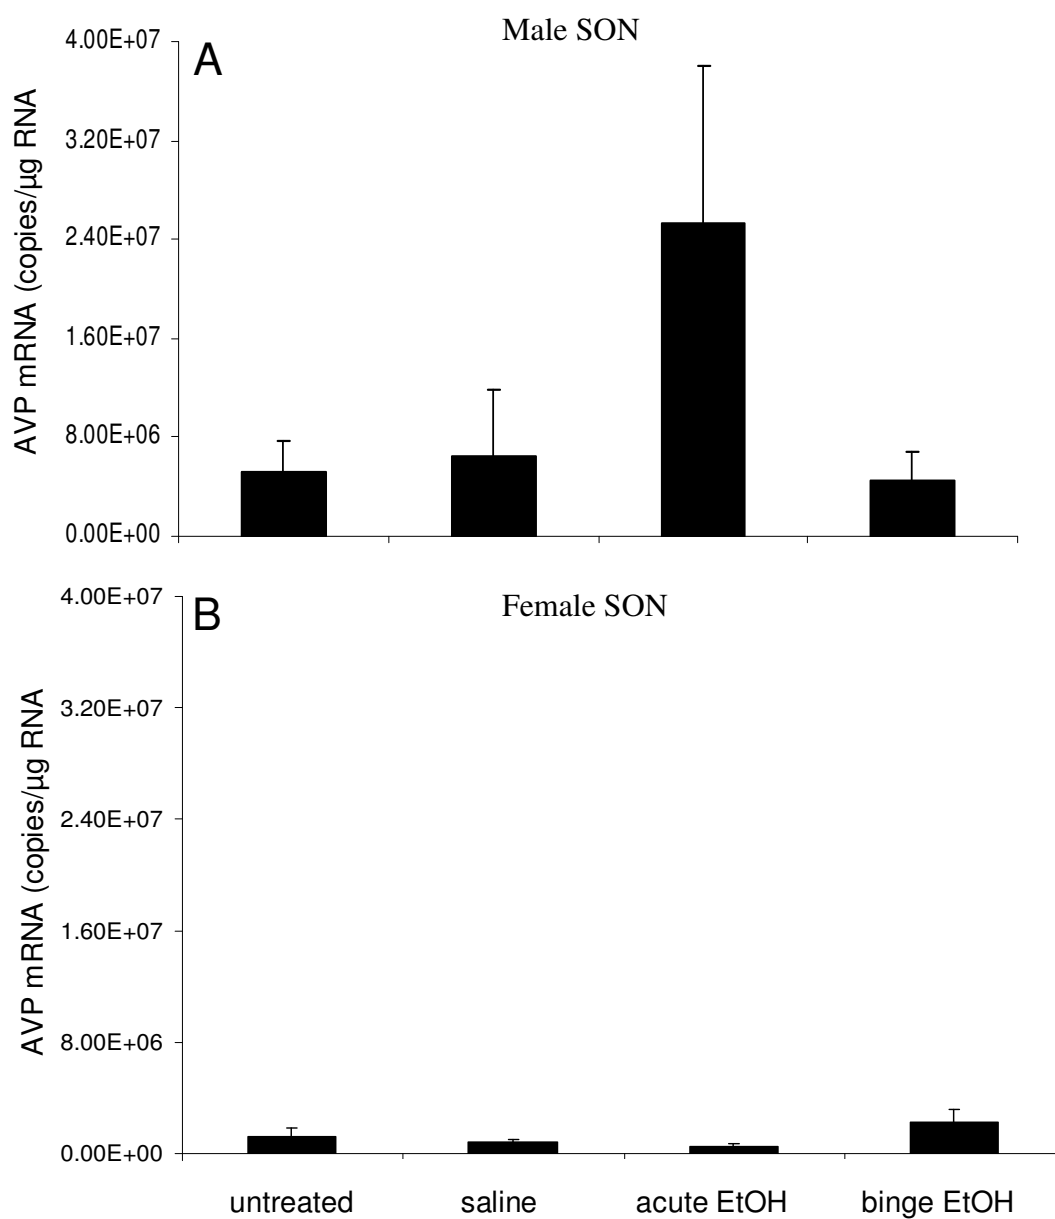 Male SON
A
AVP mRNA (copies/µg RNA
4.00E+07
3.20E+07
2.40E+07
1.60E+07
8.00E+06
0.00E+00
Female SON
B
AVP mRNA (copies/µg RNA
4.00E+07
3.20E+07
2.40E+07
1.60E+07
8.00E+06
0.00E+00
untreated saline acute EtOH binge EtOH